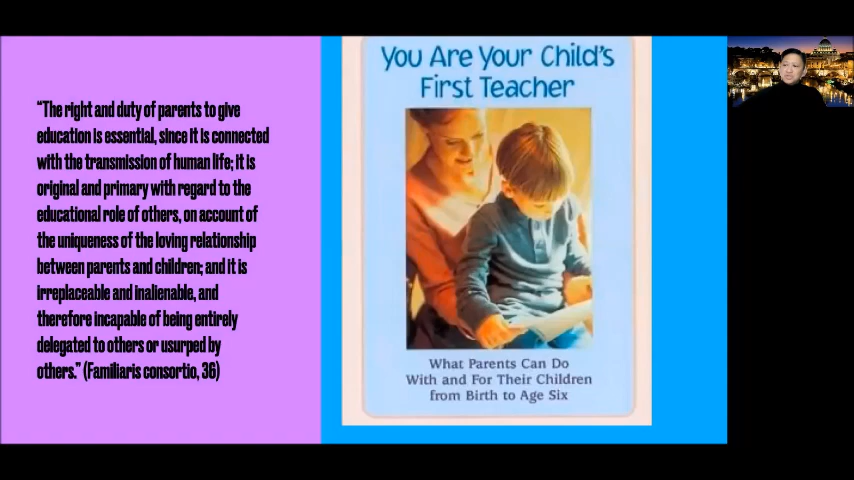 “The right and duty of parents to give
education is essential, since it is connected
with the transmission of human life; it is
original and primary with regard to the
educational role of others, on account of
the uniqueness of the loving relationship
between parents and children; and it is
irreplaceable and inalienable, and
therefore incapable of being entirely
delegated to others or usurped by
others.” (Familiaris consortio, 36)
You Are Your Child's
First Teacher
What Parents Can Do
With and For Their Children
from Birth to Age Six